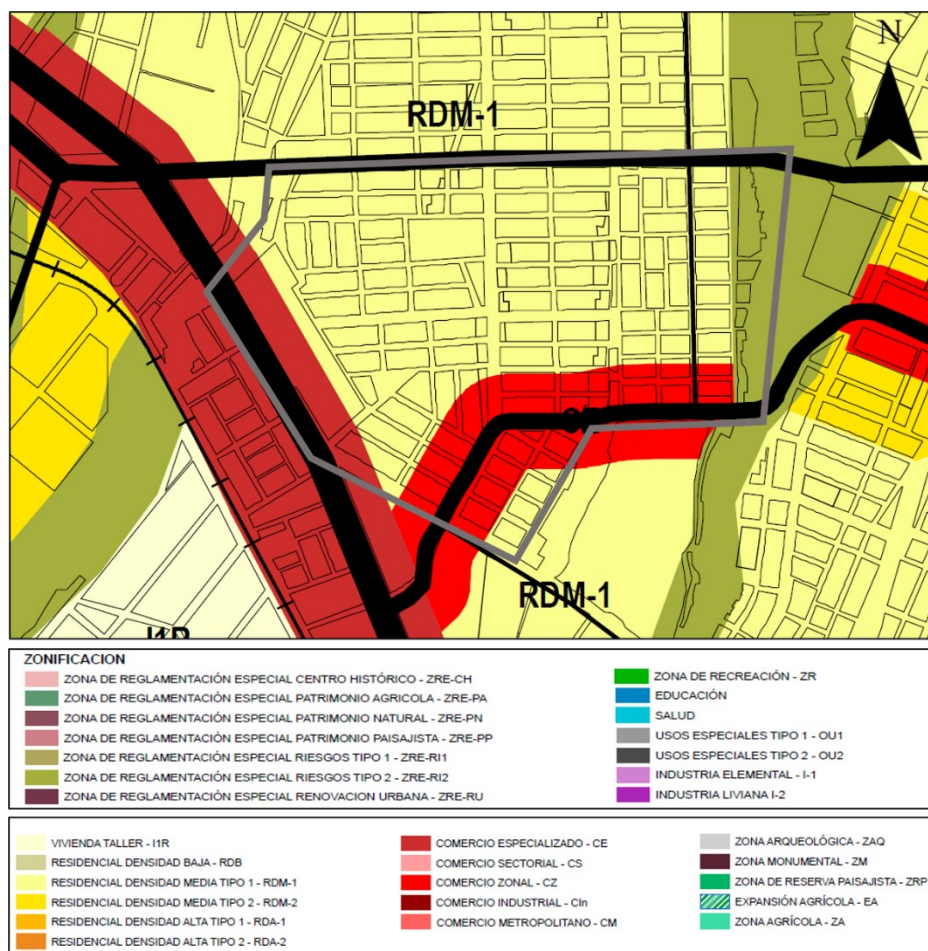 N
RDM-1
RDM-1
I1R
ZONIFICACION
ZONA DE REGLAMENTACIÓN ESPECIAL CENTRO HISTÓRICO - ZRE-CH
ZONA DE REGLAMENTACIÓN ESPECIAL PATRIMONIO AGRICOLA - ZRE-PA
ZONA DE REGLAMENTACIÓN ESPECIAL PATRIMONIO NATURAL - ZRE-PN
ZONA DE REGLAMENTACIÓN ESPECIAL PATRIMONIO PAISAJISTA - ZRE-PP
ZONA DE REGLAMENTACIÓN ESPECIAL RIESGOS TIPO 1 - ZRE-RI1
ZONA DE REGLAMENTACIÓN ESPECIAL RIESGOS TIPO 2 - ZRE-RI2
ZONA DE REGLAMENTACIÓN ESPECIAL RENOVACION URBANA - ZRE-RU
ZONA DE RECREACIÓN - ZR
EDUCACIÓN
SALUD
USOS ESPECIALES TIPO 1 - OU1
USOS ESPECIALES TIPO 2 - OU2
INDUSTRIA ELEMENTAL - I-1
INDUSTRIA LIVIANA I-2
VIVIENDA TALLER - I1R
RESIDENCIAL DENSIDAD BAJA - RDB
RESIDENCIAL DENSIDAD MEDIA TIPO 1 - RDM-1
RESIDENCIAL DENSIDAD MEDIA TIPO 2 - RDM-2
RESIDENCIAL DENSIDAD ALTA TIPO 1 - RDA-1
RESIDENCIAL DENSIDAD ALTA TIPO 2 - RDA-2
COMERCIO ESPECIALIZADO - CE
COMERCIO SECTORIAL - CS
COMERCIO ZONAL - CZ
COMERCIO INDUSTRIAL - CIn
COMERCIO METROPOLITANO - CM
ZONA ARQUEOLÓGICA - ZAQ
ZONA MONUMENTAL - ZM
ZONA DE RESERVA PAISAJISTA - ZRP
EXPANSIÓN AGRÍCOLA - EA
ZONA AGRÍCOLA - ZA